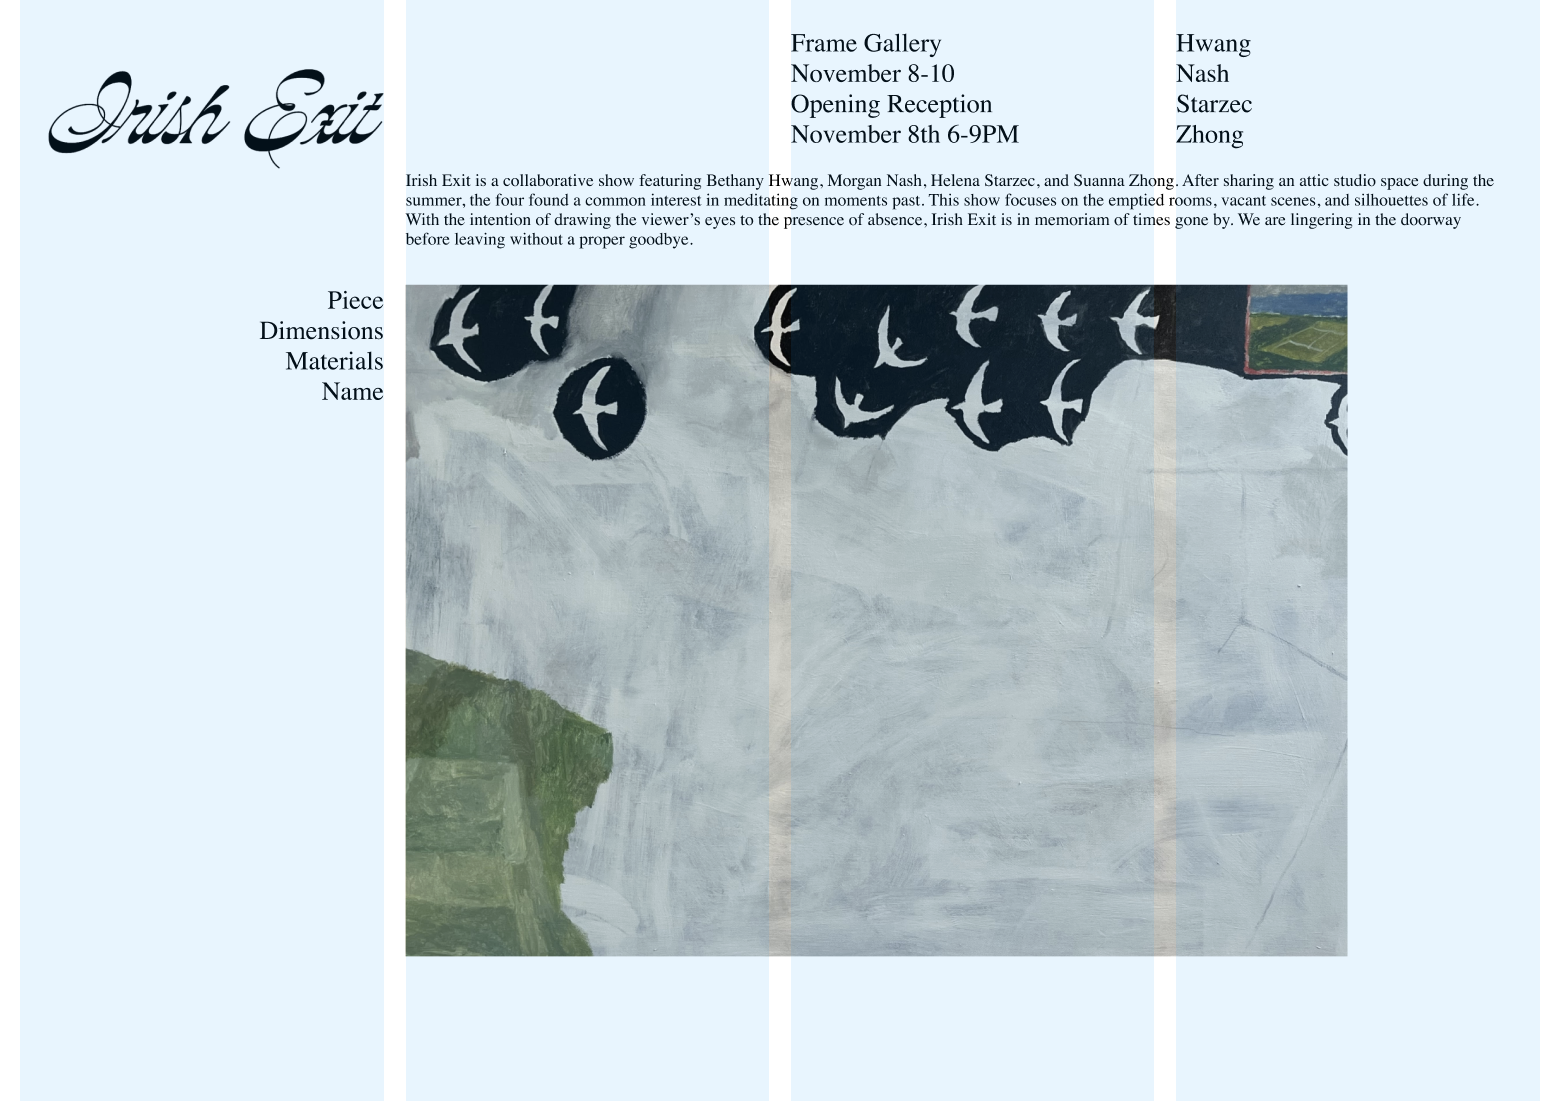 Irish Exit
Frame Gallery
November 8-10
Opening Reception
November 8th 6-9PM
Hwang
Nash
Starzec
Zhong
Irish Exit is a collaborative show featuring Bethany Hwang, Morgan Nash, Helena Starzec, and Suanna Zhong. After sharing an attic studio space during the
summer, the four found a common interest in meditating on moments past. This show focuses on the emptied rooms, vacant scenes, and silhouettes of life.
With the intention of drawing the viewer’s eyes to the presence of absence, Irish Exit is in memoriam of times gone by. We are lingering in the doorway
before leaving without a proper goodbye.
Piece
Dimensions
Materials
Name